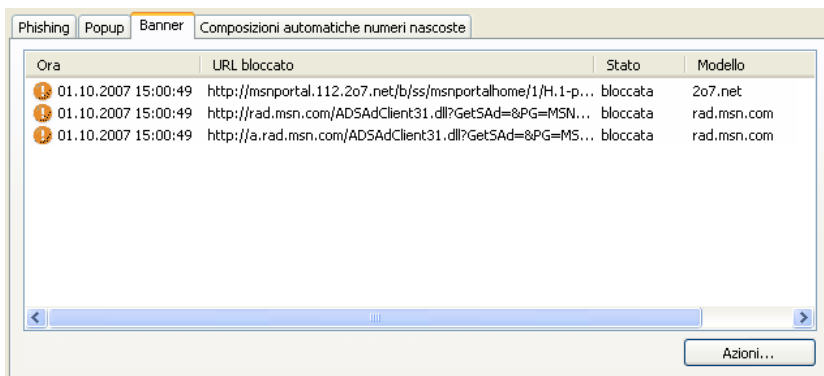 Phishing Popup Banner Composizioni automatiche numeri nascoste
Ora URL bloccato Stato Modello
01.10.2007 15:00:49 http://msnportal.112.2o7.net/b/ss/msnportalhome/1/H.1-p... bloccata 2o7.net
01.10.2007 15:00:49 http://rad.msn.com/ADSAdClient31.dll?GetSAd=&PG=MSN... bloccata rad.msn.com
01.10.2007 15:00:49 http://a.rad.msn.com/ADSAdClient31.dll?GetSAd=&PG=MS... bloccata rad.msn.com
Azioni...